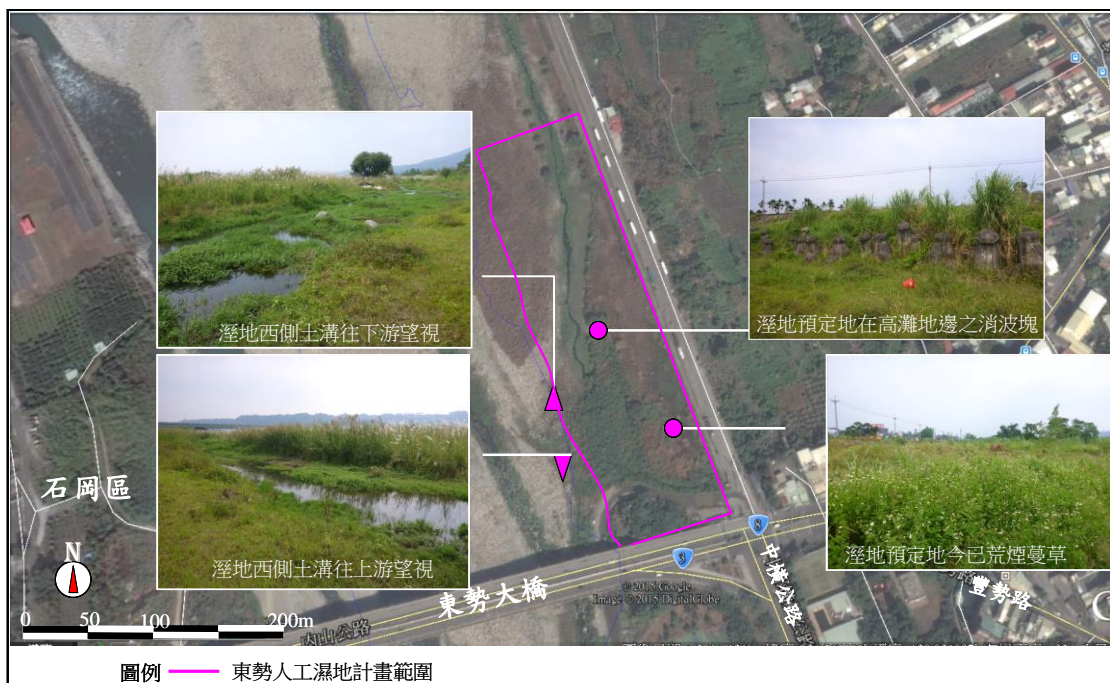 溼地西側土溝往下游望視
溼地預定地在高灘地邊之消波塊
溼地西側土溝往上游望視
溼地預定地今已荒煙蔓草
石岡區
N
0 50 100 200m
東勢大橋
中橫公路
豐勢路
8
© 2015 Google
Image © 2015 DigitalGlobe
內山公路
圖例 東勢人工濕地計畫範圍